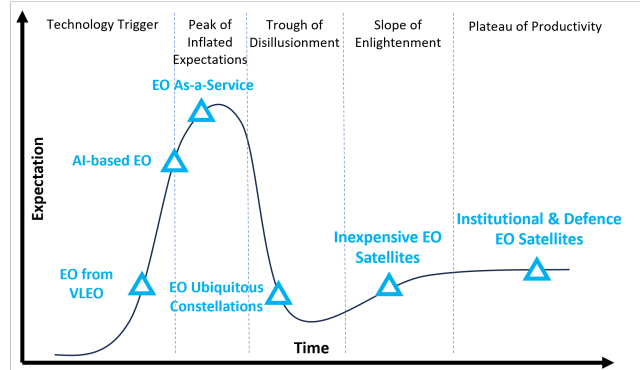 Technology Trigger
Peak of
Inflated
Expectations
Trough of
Disillusionment
Slope of
Enlightenment
Plateau of Productivity
EO As-a-Service
AI-based EO
EO from
VLEO
EO Ubiquitous
Constellations
Inexpensive EO
Satellites
Institutional & Defence
EO Satellites
Expectation
Time